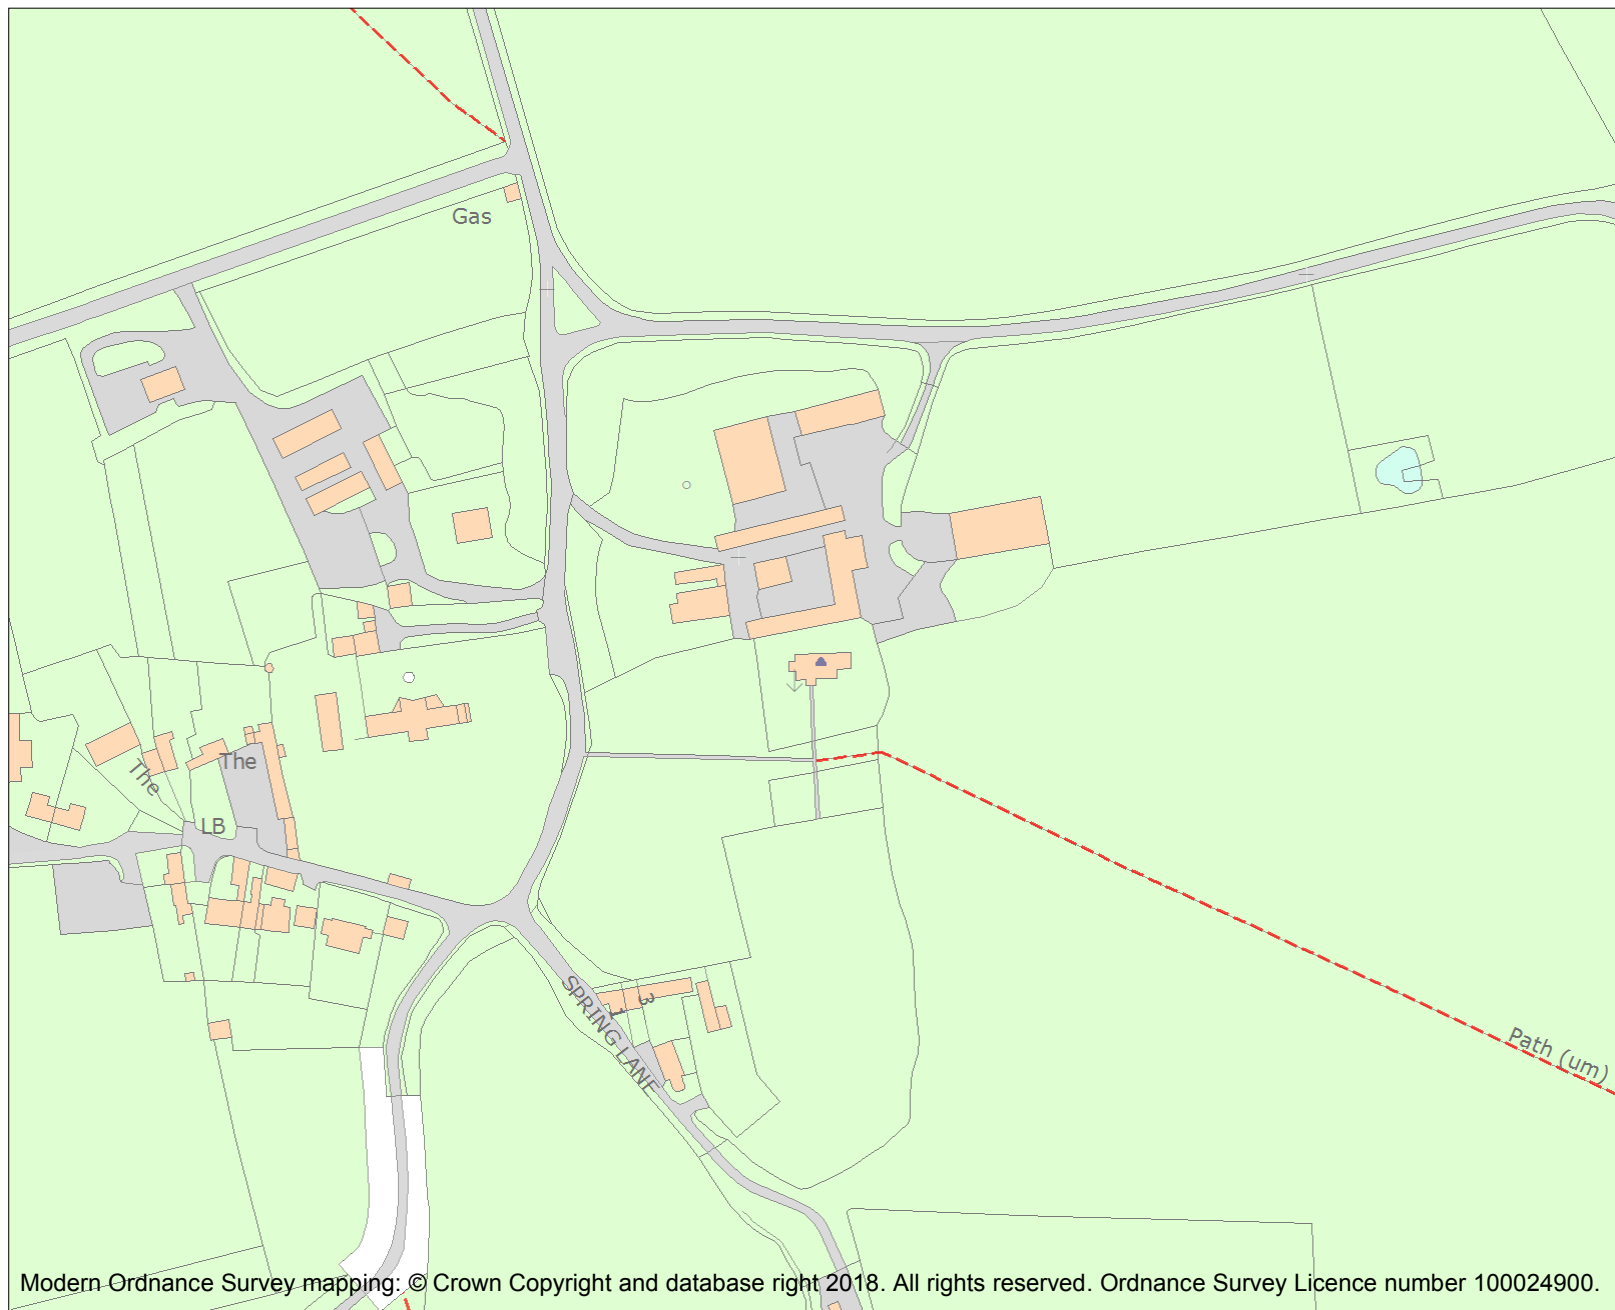 Gas
The
The
LB
SPRING LANE
1
3
Path (um)
Modern Ordnance Survey mapping: © Crown Copyright and database right 2018. All rights reserved. Ordnance Survey Licence number 100024900.